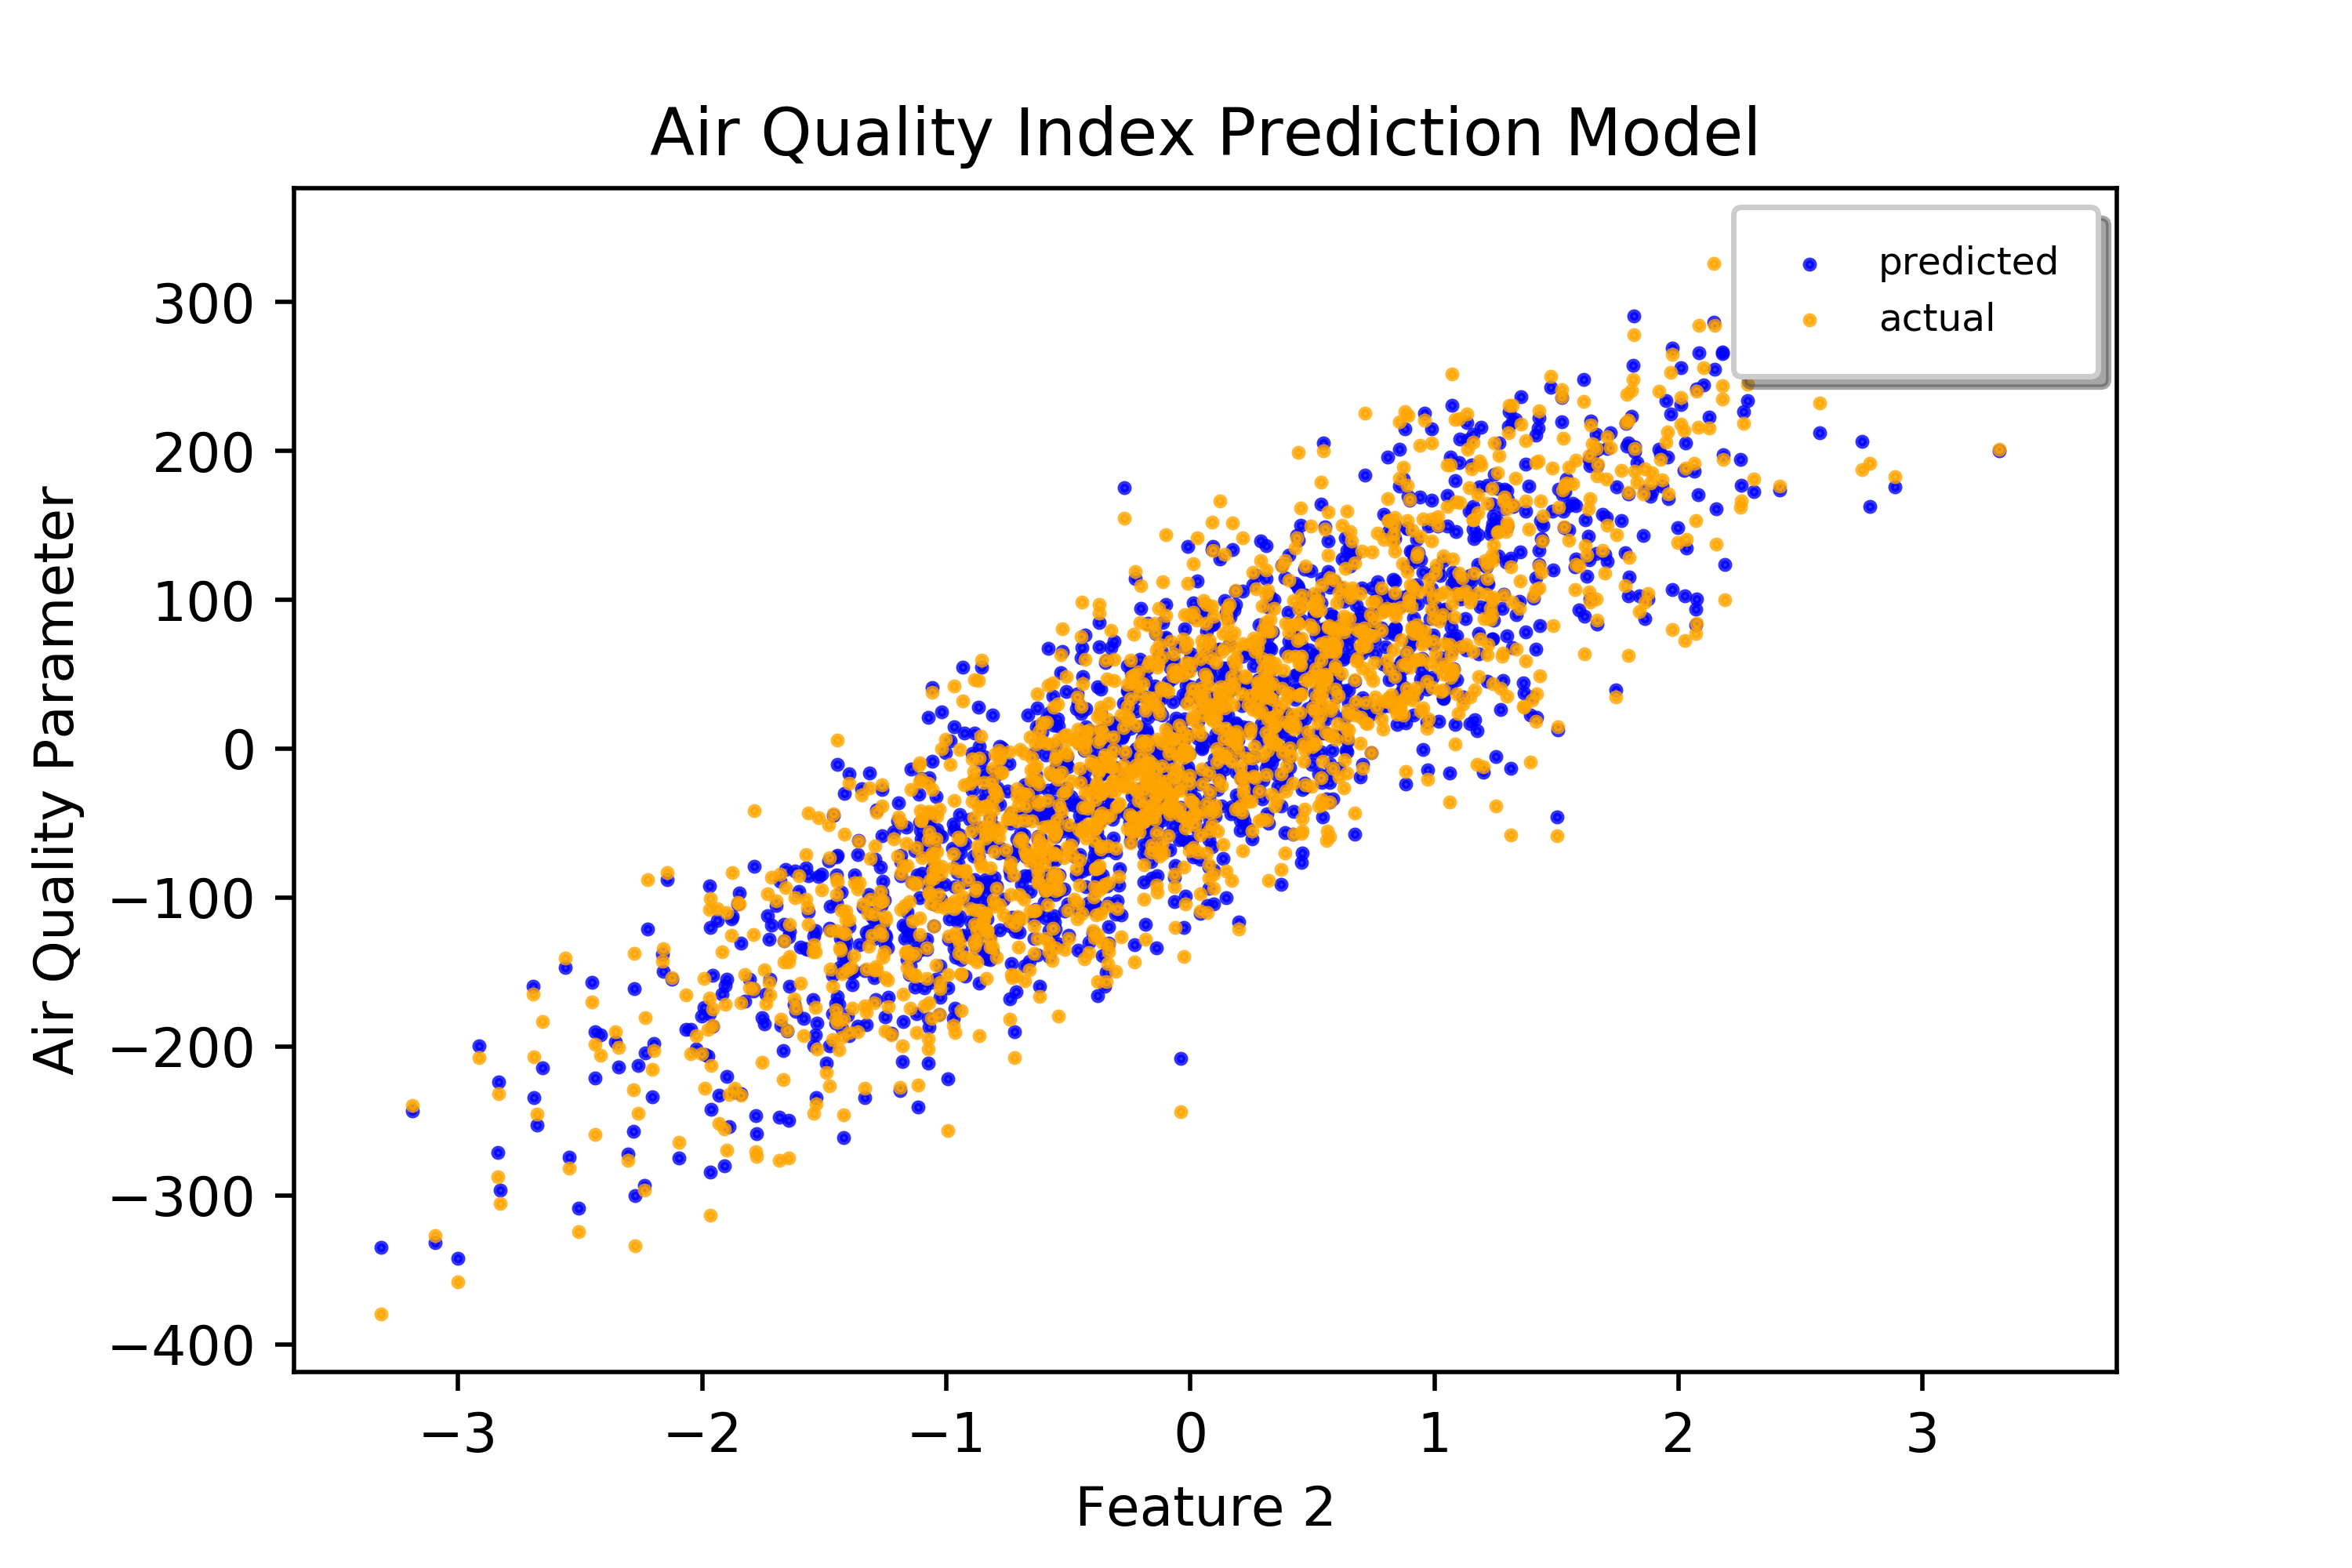 Air Quality Index Prediction Model
predicted
actual
300
200
100
0
−100
−200
−300
−400
Air Quality Parameter
−3 −2 −1 0 1 2 3
Feature 2